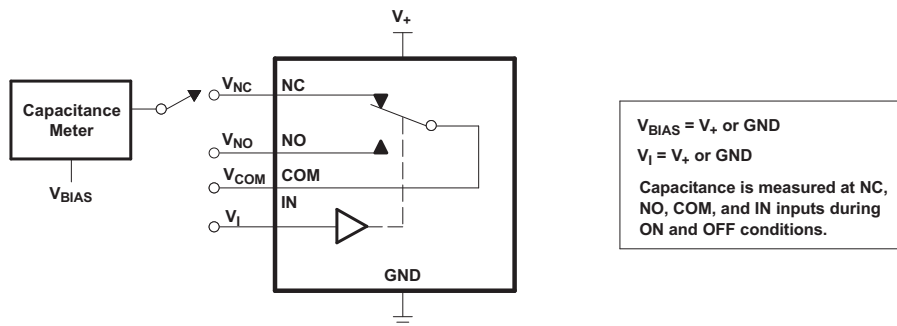 V+
Capacitance
Meter
VBIAS
VNC
NC
VNO
NO
VCOM
COM
IN
VI
GND
VBIAS = V+ or GND
VI = V+ or GND
Capacitance is measured at NC,
NO, COM, and IN inputs during
ON and OFF conditions.